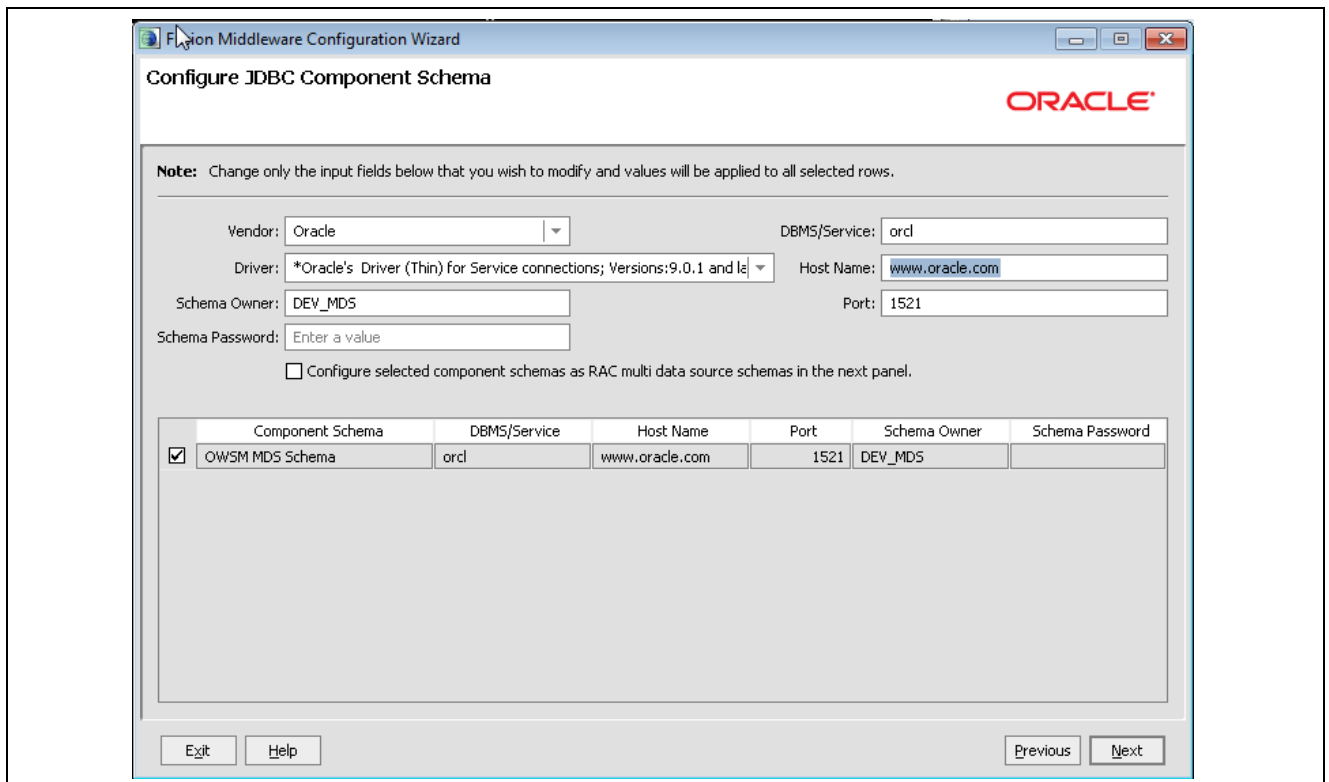 Fusion Middleware Configuration Wizard
Configure JDBC Component Schema
ORACLE
Note: Change only the input fields below that you wish to modify and values will be applied to all selected rows.
Vendor: Oracle DBMS/Service: orcl
Driver: *Oracle's Driver (Thin) for Service connections; Versions:9.0.1 and la Host Name: www.oracle.com
Schema Owner: DEV_MDS Port: 1521
Schema Password: Enter a value
Configure selected component schemas as RAC multi data source schemas in the next panel.
Component Schema DBMS/Service Host Name Port Schema Owner Schema Password
OWSM MDS Schema orcl www.oracle.com 1521 DEV_MDS
Exit Help Previous Next